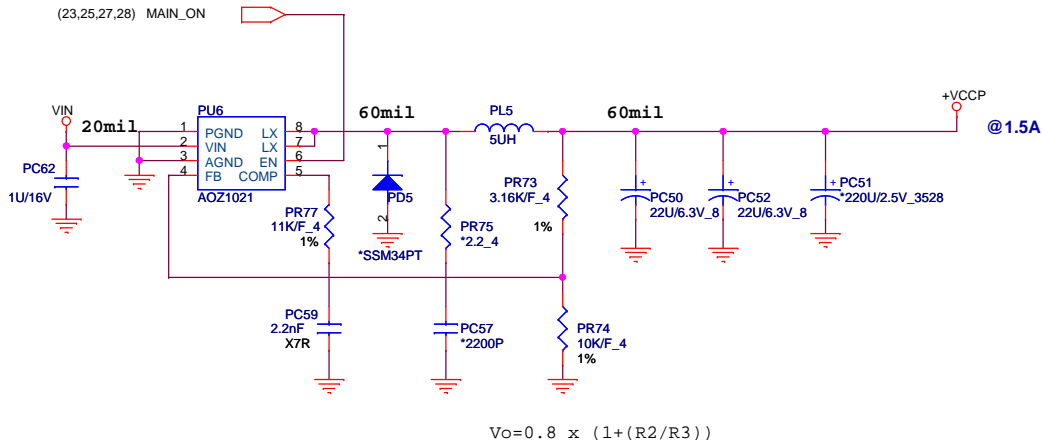 (23,25,27,28) MAIN_ON
VIN
20mil
PU6
1 PGND LX 8
2 VIN LX 7
3 AGND EN 6
4 FB COMP 5
AOZ1021
60mil
PL5
5UH
60mil
+VCCP
@1.5A
PC62
1U/16V
1
PD5
2
*SSM34PT
PR77
11K/F_4
1%
PR75
*2.2_4
PR73
3.16K/F_4
1%
PC50
22U/6.3V_8
PC52
22U/6.3V_8
PC51
*220U/2.5V_3528
+
+
+
PC59
2.2nF
X7R
PC57
*2200P
PR74
10K/F_4
1%
Vo=0.8 x (1+(R2/R3))